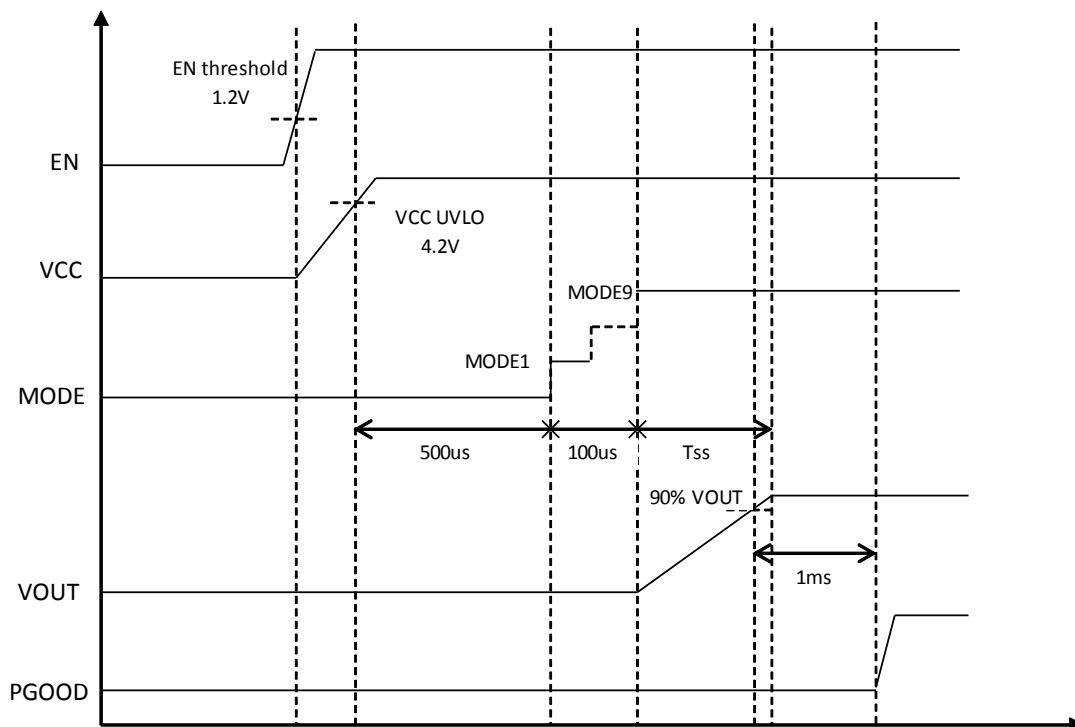 EN threshold
1.2V
EN
VCC UVLO
4.2V
VCC
MODE9
MODE1
MODE
500us
100us
Tss
90% VOUT
1ms
VOUT
PGOOD